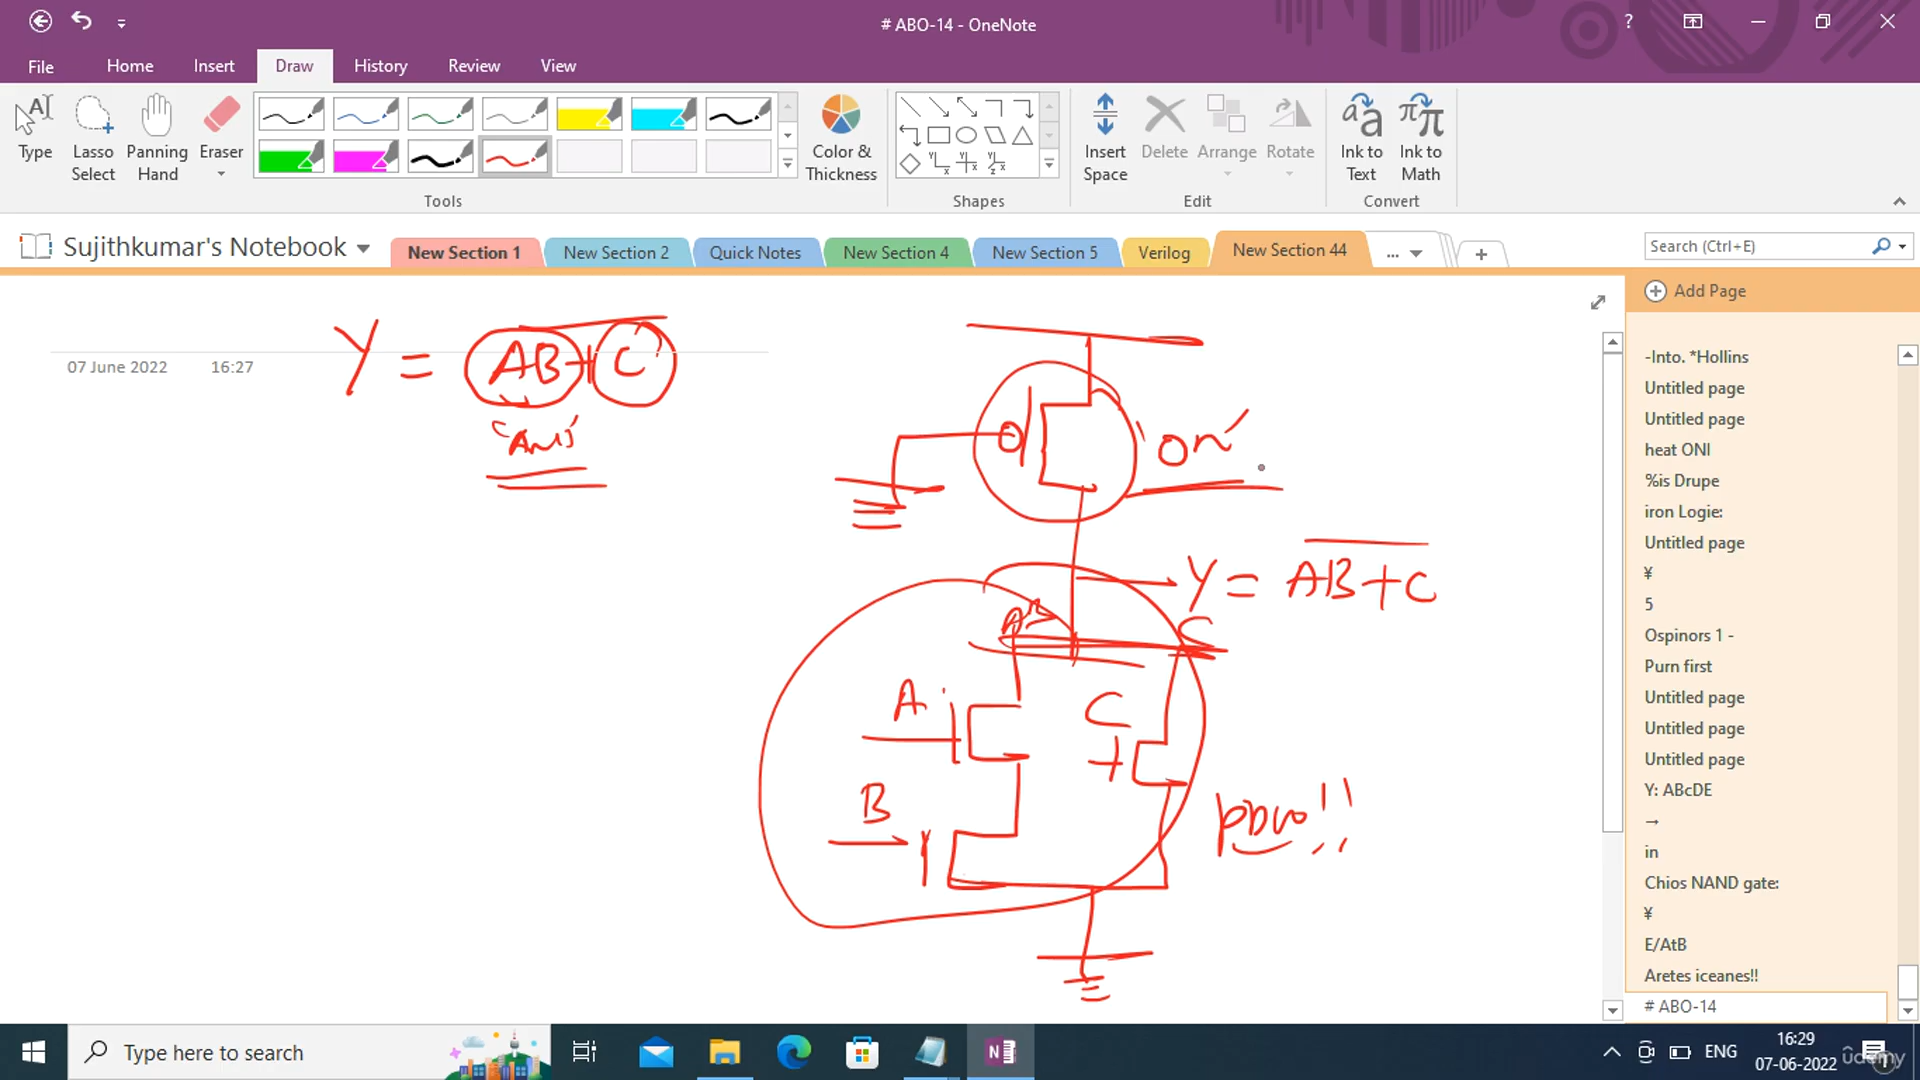 # ABO-14 - OneNote
?
File Home Insert Draw History Review View
Type
Lasso Select
Panning Hand
Eraser
Color & Thickness
Insert Space
Delete
Arrange
Rotate
Ink to Text
Ink to Math
Tools
Shapes
Edit
Convert
Sujithkumar's Notebook
New Section 1 New Section 2 Quick Notes New Section 4 New Section 5 Verilog New Section 44 ... +
Search (Ctrl+E)
Add Page
07 June 2022 16:27
Y = AB+C
'on'
Y = AB+C
AB
C
A
C
B
-Into. *Hollins
Untitled page
Untitled page
heat ONI
%is Drupe
iron Logie:
Untitled page
¥
5
Ospinors 1 -
Purn first
Untitled page
Untitled page
Untitled page
Y: ABcDE
→
in
Chios NAND gate:
¥
E/AtB
Aretes iceanes!!
# ABO-14
Type here to search
ENG
16:29
07-06-2022
udemy